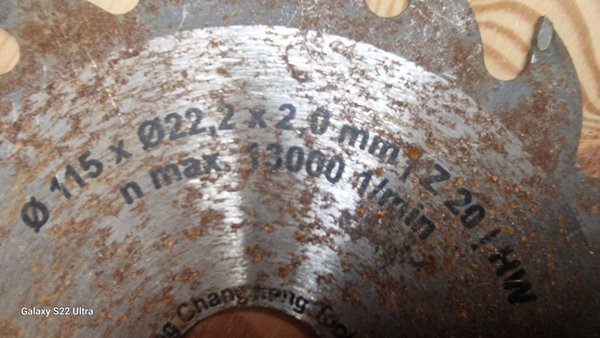 Ø 115 x Ø22,2 x 2,0 mm / Z 20 / HW
n max. 13000 1/min
Galaxy S22 Ultra